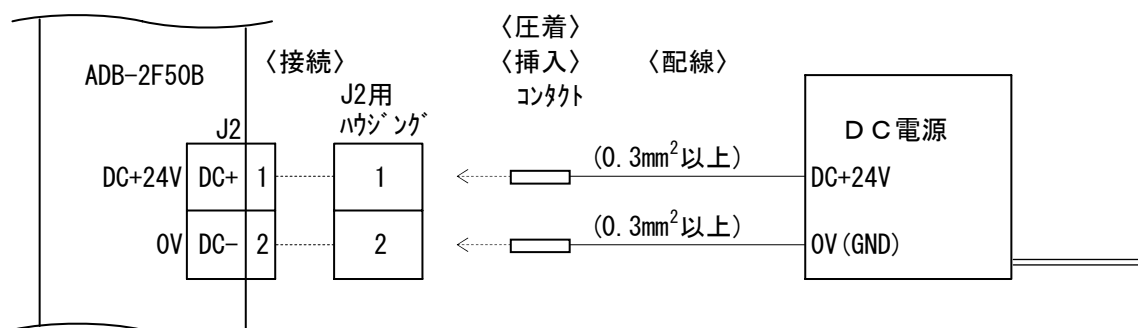 〈圧着〉
ADB-2F50B
〈接続〉
〈挿入〉
〈配線〉
コンタクト
J2用
ハウジング
J2
DC電源
DC+24V
DC+
1
1
(0.3mm²以上)
DC+24V
0V
DC-
2
2
(0.3mm²以上)
0V(GND)